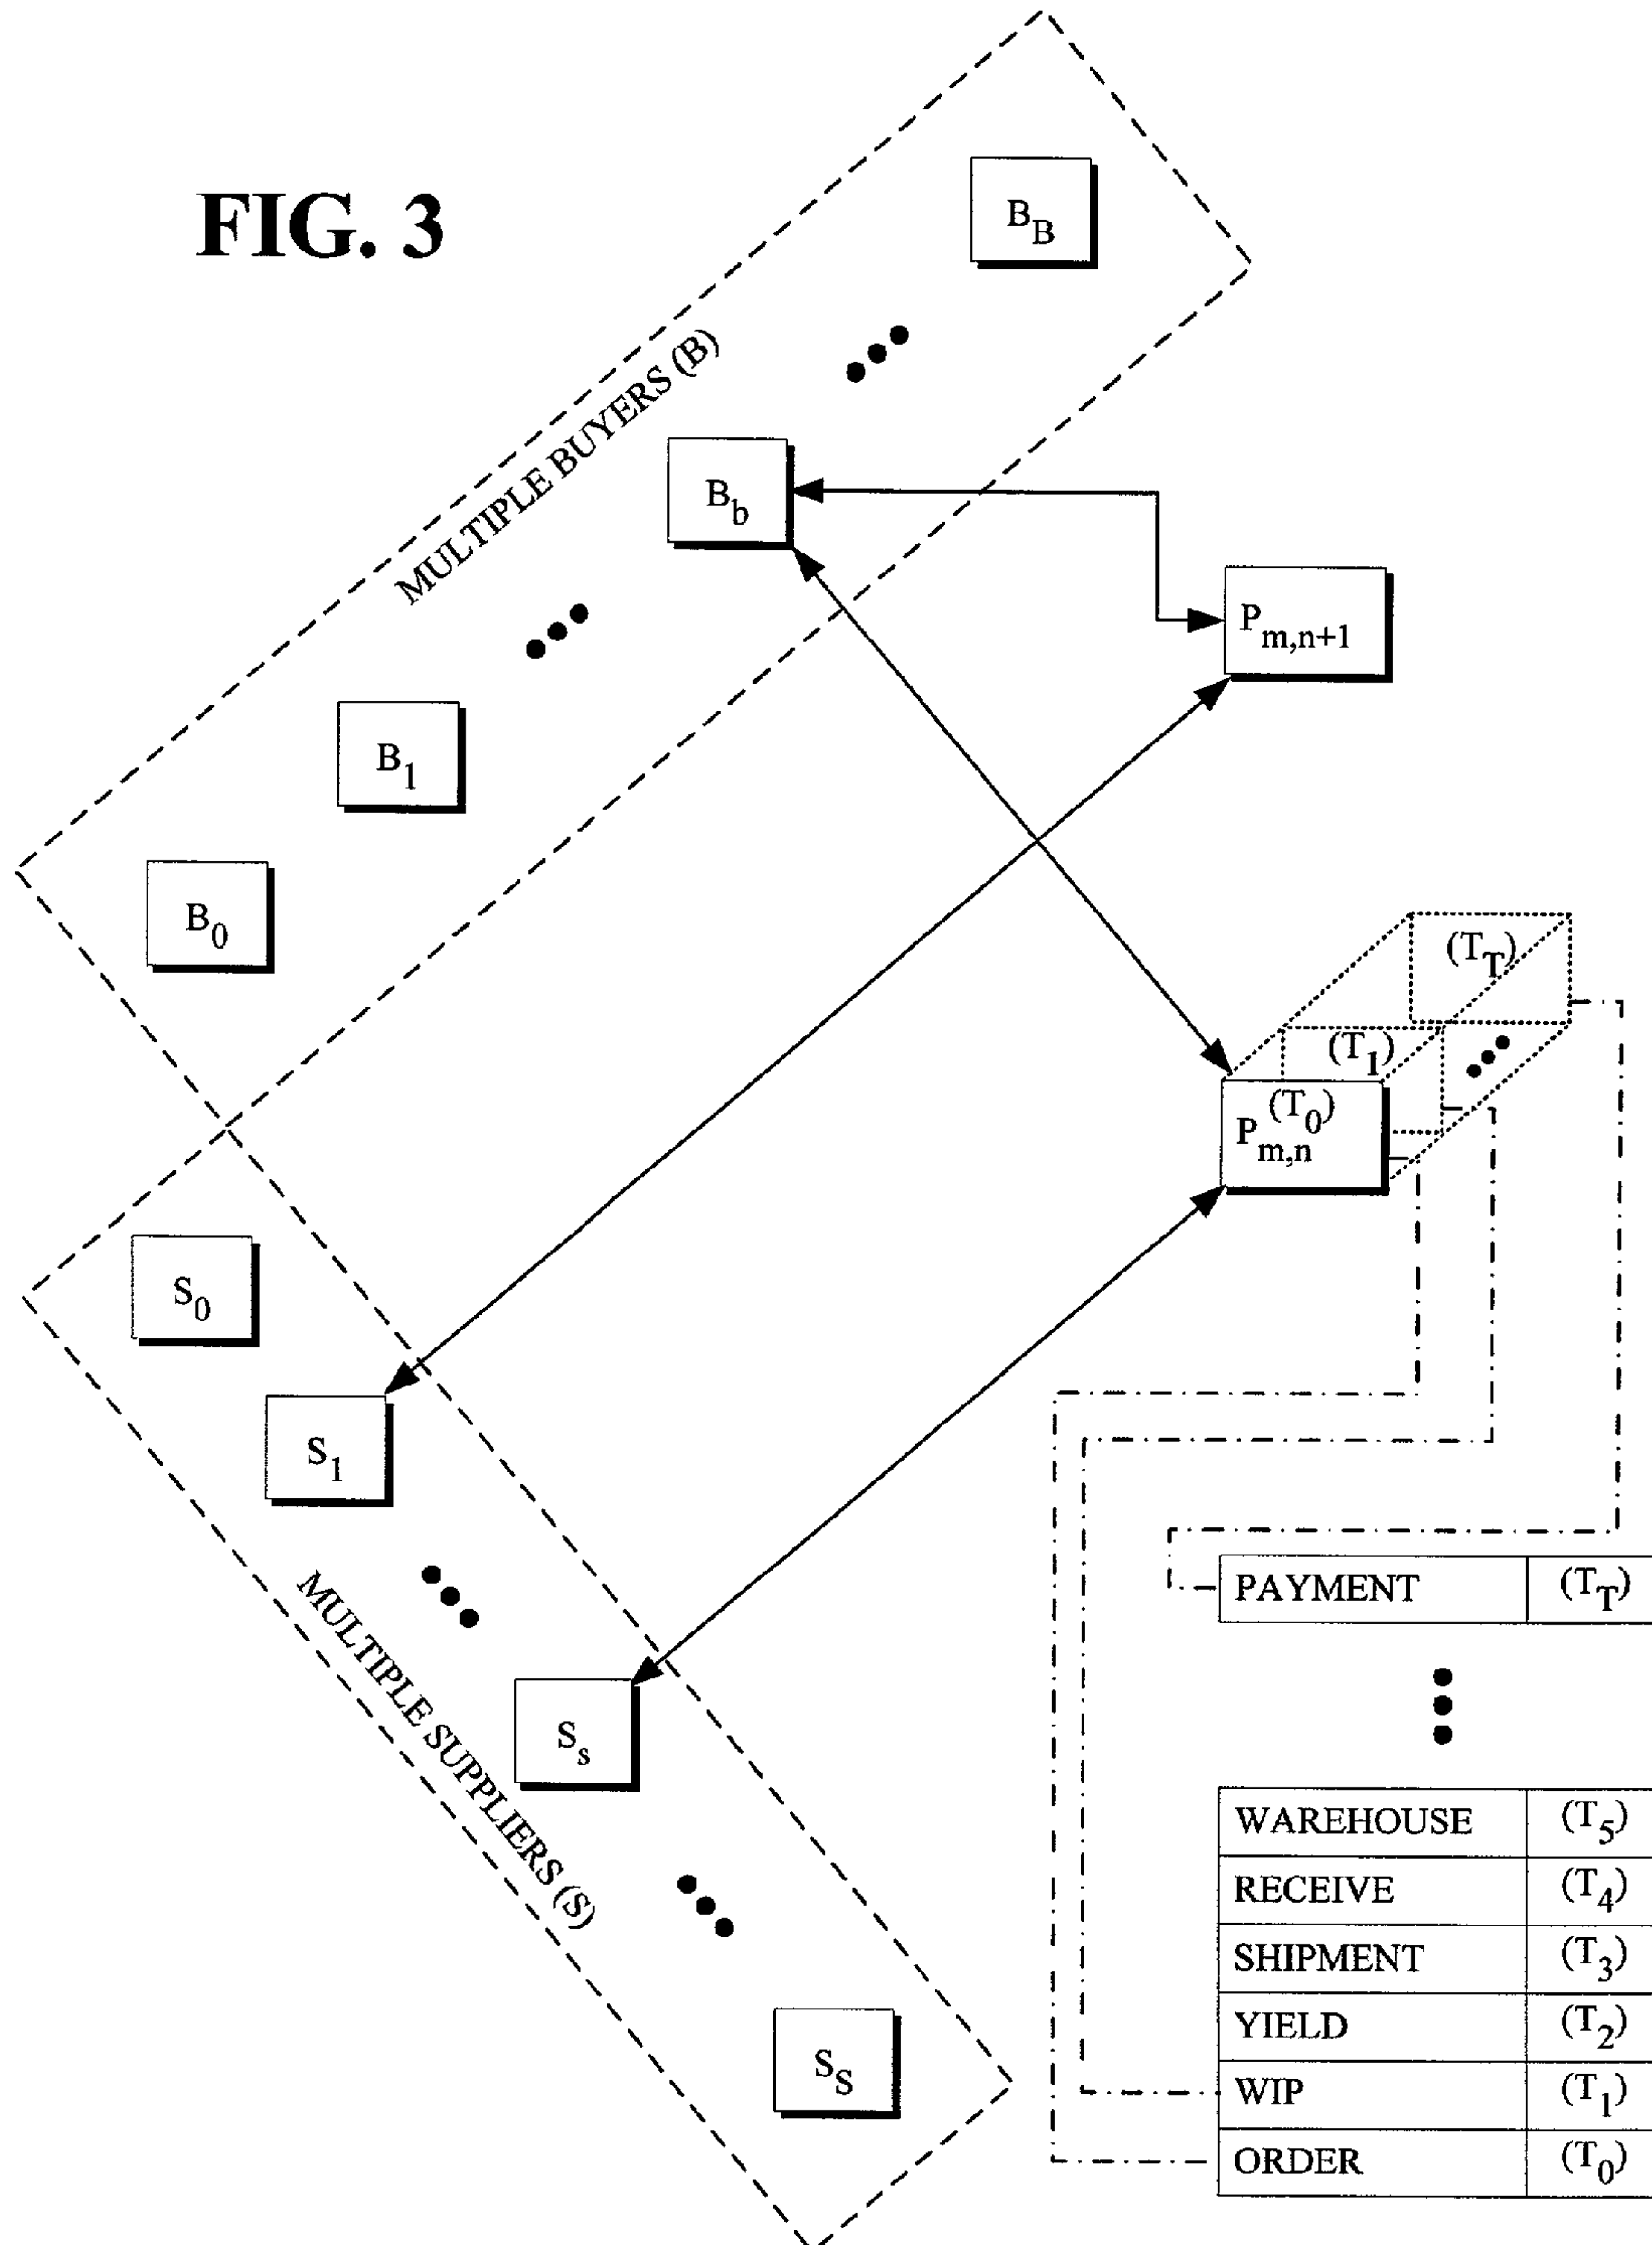 FIG. 3
B_B
MULTIPLE BUYERS (B)
B_b
P_m,n+1
B_1
B_0
(T_T)
(T_1)
(T_0)
P_m,n
S_0
S_1
MULTIPLE SUPPLIERS (S)
S_s
S_S
PAYMENT (T_T)
WAREHOUSE (T_5)
RECEIVE (T_4)
SHIPMENT (T_3)
YIELD (T_2)
WIP (T_1)
ORDER (T_0)